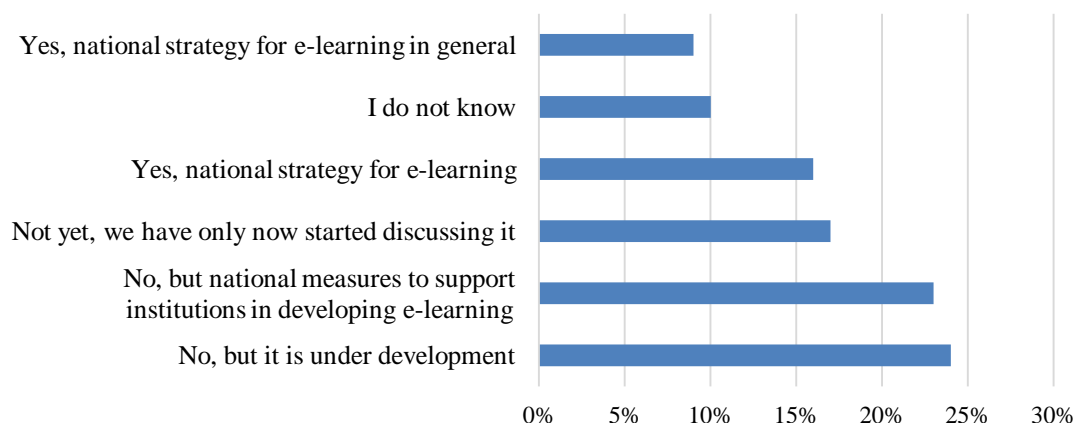 Yes, national strategy for e-learning in general
I do not know
Yes, national strategy for e-learning
Not yet, we have only now started discussing it
No, but national measures to support
institutions in developing e-learning
No, but it is under development
0% 5% 10% 15% 20% 25% 30%